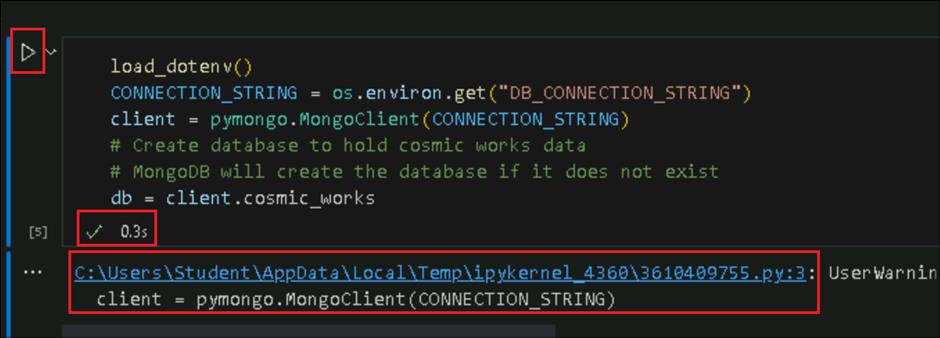 load_dotenv()
CONNECTION_STRING = os.environ.get("DB_CONNECTION_STRING")
client = pymongo.MongoClient(CONNECTION_STRING)
# Create database to hold cosmic works data
# MongoDB will create the database if it does not exist
db = client.cosmic_works
[5] ✓ 0.3s
... C:\Users\Student\AppData\Local\Temp\ipykernel_4360\3610409755.py:3: UserWarnin
client = pymongo.MongoClient(CONNECTION_STRING)